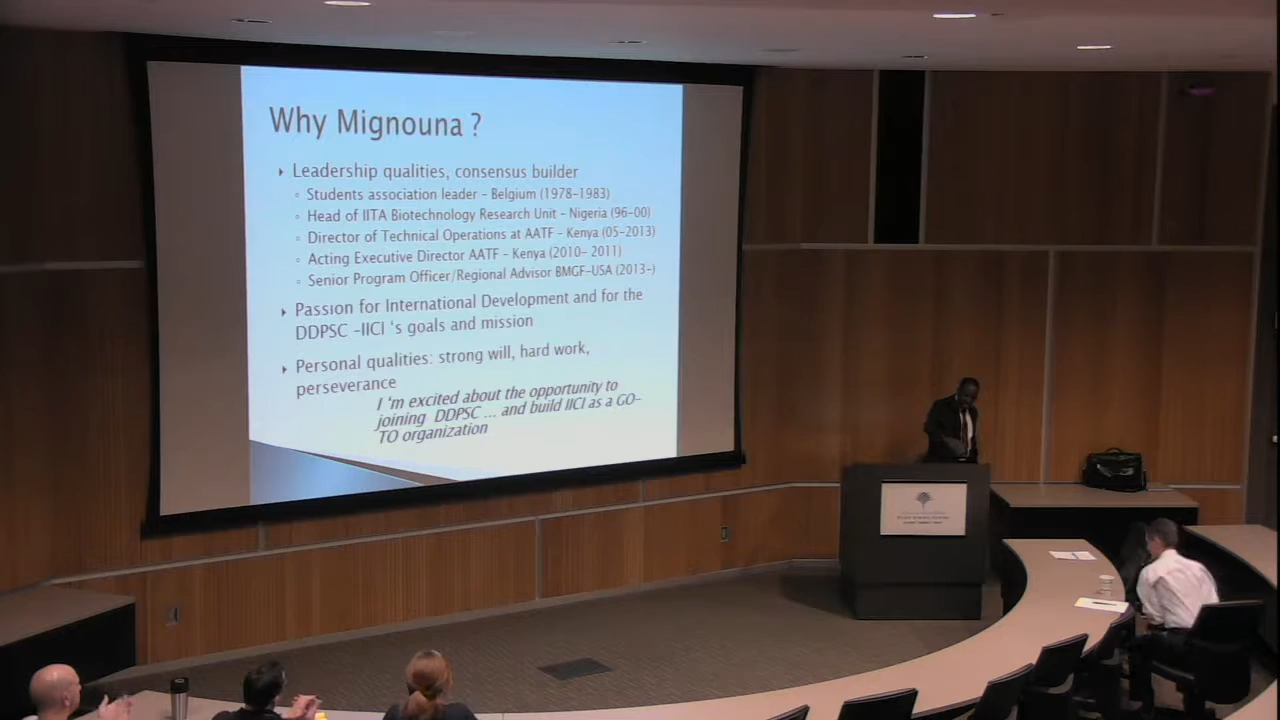 Why Mignouna ?
Leadership qualities, consensus builder
Students association leader – Belgium (1978–1983)
Head of IITA Biotechnology Research Unit – Nigeria (96–00)
Director of Technical Operations at AATF – Kenya (05–2013)
Acting Executive Director AATF – Kenya (2010– 2011)
Senior Program Officer/Regional Advisor BMGF–USA (2013–)
Passion for International Development and for the
DDPSC –IICI 's goals and mission
Personal qualities: strong will, hard work,
perseverance
I 'm excited about the opportunity to
joining DDPSC ... and build IICI as a GO–
TO organization